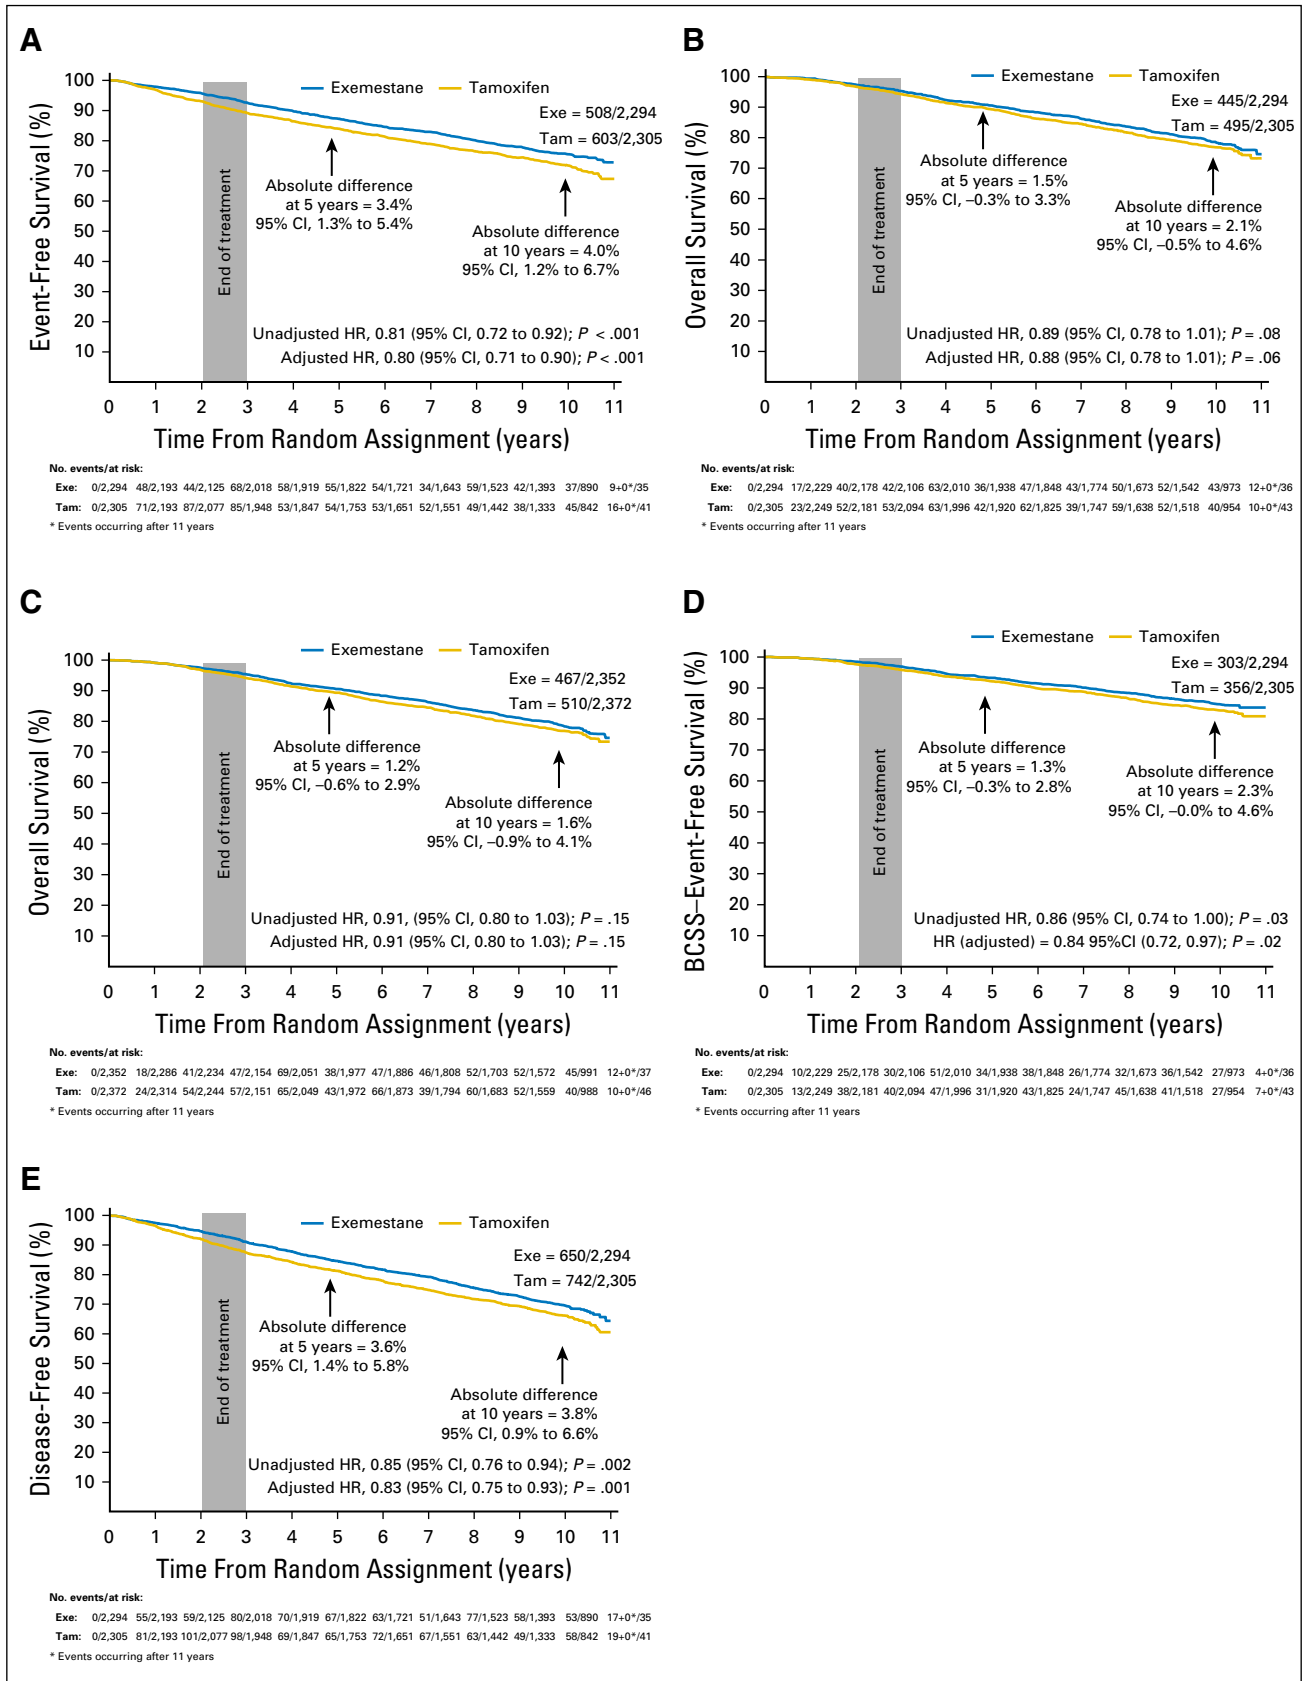 A
Event-Free Survival (%)
100
90
80
70
60
50
40
30
20
10
Exemestane Tamoxifen
Exe = 508/2,294
Tam = 603/2,305
End of treatment
Absolute difference
at 5 years = 3.4%
95% CI, 1.3% to 5.4%
Absolute difference
at 10 years = 4.0%
95% CI, 1.2% to 6.7%
Unadjusted HR, 0.81 (95% CI, 0.72 to 0.92); P < .001
Adjusted HR, 0.80 (95% CI, 0.71 to 0.90); P < .001
0 1 2 3 4 5 6 7 8 9 10 11
Time From Random Assignment (years)
No. events/at risk:
Exe: 0/2,294 48/2,193 44/2,125 68/2,018 58/1,919 55/1,822 54/1,721 34/1,643 59/1,523 42/1,393 37/890 9+0*/35
Tam: 0/2,305 71/2,193 87/2,077 85/1,948 53/1,847 54/1,753 53/1,651 52/1,551 49/1,442 38/1,333 45/842 16+0*/41
* Events occurring after 11 years
B
Overall Survival (%)
100
90
80
70
60
50
40
30
20
10
Exemestane Tamoxifen
Exe = 445/2,294
Tam = 495/2,305
End of treatment
Absolute difference
at 5 years = 1.5%
95% CI, –0.3% to 3.3%
Absolute difference
at 10 years = 2.1%
95% CI, –0.5% to 4.6%
Unadjusted HR, 0.89 (95% CI, 0.78 to 1.01); P = .08
Adjusted HR, 0.88 (95% CI, 0.78 to 1.01); P = .06
0 1 2 3 4 5 6 7 8 9 10 11
Time From Random Assignment (years)
No. events/at risk:
Exe: 0/2,294 17/2,229 40/2,178 42/2,106 63/2,010 36/1,938 47/1,848 43/1,774 50/1,673 52/1,542 43/973 12+0*/36
Tam: 0/2,305 23/2,249 52/2,181 53/2,094 63/1,996 42/1,920 62/1,825 39/1,747 59/1,638 52/1,518 40/954 10+0*/43
* Events occurring after 11 years
C
Overall Survival (%)
100
90
80
70
60
50
40
30
20
10
Exemestane Tamoxifen
Exe = 467/2,352
Tam = 510/2,372
End of treatment
Absolute difference
at 5 years = 1.2%
95% CI, –0.6% to 2.9%
Absolute difference
at 10 years = 1.6%
95% CI, –0.9% to 4.1%
Unadjusted HR, 0.91, (95% CI, 0.80 to 1.03); P = .15
Adjusted HR, 0.91 (95% CI, 0.80 to 1.03); P = .15
0 1 2 3 4 5 6 7 8 9 10 11
Time From Random Assignment (years)
No. events/at risk:
Exe: 0/2,352 18/2,286 41/2,234 47/2,154 69/2,051 38/1,977 47/1,886 46/1,808 52/1,703 52/1,572 45/991 12+0*/37
Tam: 0/2,372 24/2,314 54/2,244 57/2,151 65/2,049 43/1,972 66/1,873 39/1,794 60/1,683 52/1,559 40/988 10+0*/46
* Events occurring after 11 years
D
BCSS–Event-Free Survival (%)
100
90
80
70
60
50
40
30
20
10
Exemestane Tamoxifen
Exe = 303/2,294
Tam = 356/2,305
End of treatment
Absolute difference
at 5 years = 1.3%
95% CI, –0.3% to 2.8%
Absolute difference
at 10 years = 2.3%
95% CI, –0.0% to 4.6%
Unadjusted HR, 0.86 (95% CI, 0.74 to 1.00); P = .03
HR (adjusted) = 0.84 95%CI (0.72, 0.97); P = .02
0 1 2 3 4 5 6 7 8 9 10 11
Time From Random Assignment (years)
No. events/at risk:
Exe: 0/2,294 10/2,229 25/2,178 30/2,106 51/2,010 34/1,938 38/1,848 26/1,774 32/1,673 36/1,542 27/973 4+0*/36
Tam: 0/2,305 13/2,249 38/2,181 40/2,094 47/1,996 31/1,920 43/1,825 24/1,747 45/1,638 41/1,518 27/954 7+0*/43
* Events occurring after 11 years
E
Disease-Free Survival (%)
100
90
80
70
60
50
40
30
20
10
Exemestane Tamoxifen
Exe = 650/2,294
Tam = 742/2,305
End of treatment
Absolute difference
at 5 years = 3.6%
95% CI, 1.4% to 5.8%
Absolute difference
at 10 years = 3.8%
95% CI, 0.9% to 6.6%
Unadjusted HR, 0.85 (95% CI, 0.76 to 0.94); P = .002
Adjusted HR, 0.83 (95% CI, 0.75 to 0.93); P = .001
0 1 2 3 4 5 6 7 8 9 10 11
Time From Random Assignment (years)
No. events/at risk:
Exe: 0/2,294 55/2,193 59/2,125 80/2,018 70/1,919 67/1,822 63/1,721 51/1,643 77/1,523 58/1,393 53/890 17+0*/35
Tam: 0/2,305 81/2,193 101/2,077 98/1,948 69/1,847 65/1,753 72/1,651 67/1,551 63/1,442 49/1,333 58/842 19+0*/41
* Events occurring after 11 years